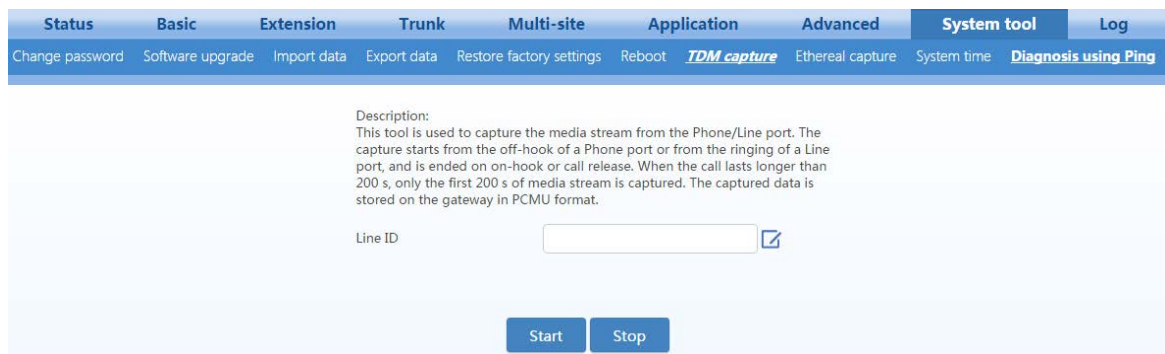 Status Basic Extension Trunk Multi-site Application Advanced System tool Log
Change password Software upgrade Import data Export data Restore factory settings Reboot TDM capture Ethereal capture System time Diagnosis using Ping
Description:
This tool is used to capture the media stream from the Phone/Line port. The
capture starts from the off-hook of a Phone port or from the ringing of a Line
port, and is ended on on-hook or call release. When the call lasts longer than
200 s, only the first 200 s of media stream is captured. The captured data is
stored on the gateway in PCMU format.
Line ID
Start Stop